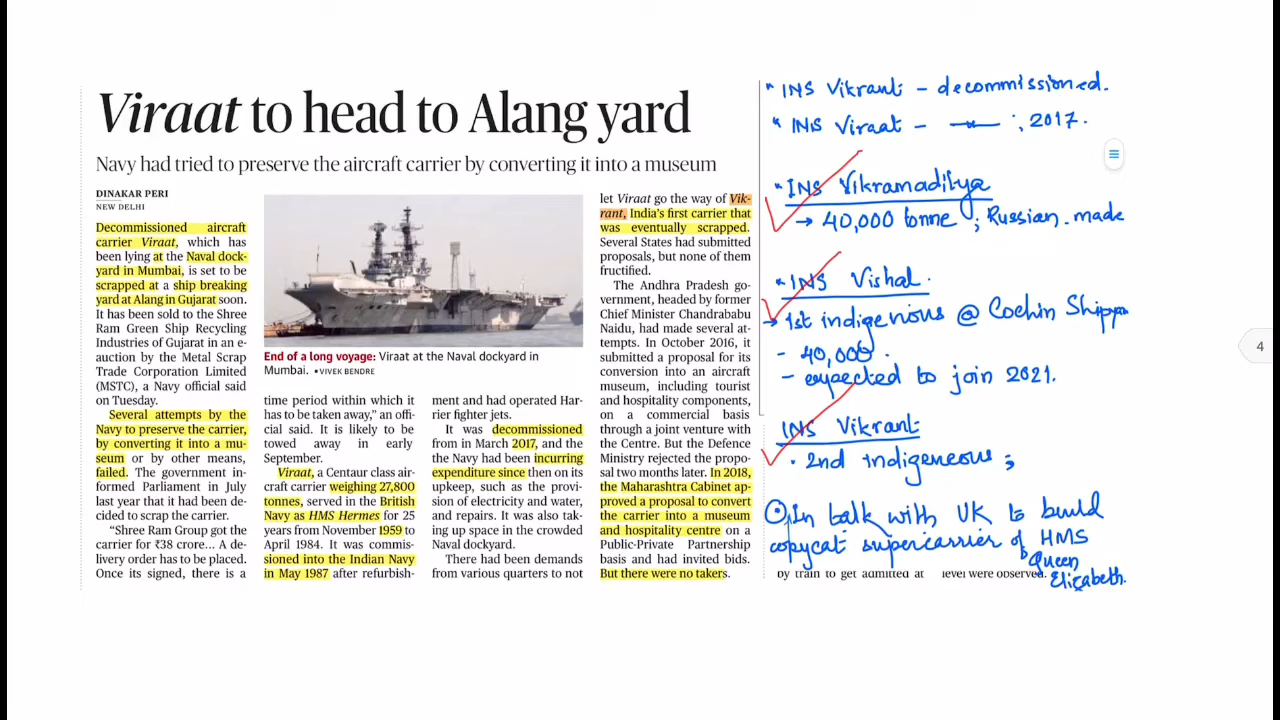 Viraat to head to Alang yard
Navy had tried to preserve the aircraft carrier by converting it into a museum
DINAKAR PERI
NEW DELHI
Decommissioned aircraft
carrier Viraat, which has
been lying at the Naval dock-
yard in Mumbai, is set to be
scrapped at a ship breaking
yard at Alang in Gujarat soon.
It has been sold to the Shree
Ram Green Ship Recycling
Industries of Gujarat in an e-
auction by the Metal Scrap
Trade Corporation Limited
(MSTC), a Navy official said
on Tuesday.
Several attempts by the
Navy to preserve the carrier,
by converting it into a mu-
seum or by other means,
failed. The government in-
formed Parliament in July
last year that it had been de-
cided to scrap the carrier.
“Shree Ram Group got the
carrier for ₹38 crore... A de-
livery order has to be placed.
Once its signed, there is a
End of a long voyage: Viraat at the Naval dockyard in
Mumbai. •VIVEK BENDRE
time period within which it
has to be taken away,” an offi-
cial said. It is likely to be
towed away in early
September.
Viraat, a Centaur class air-
craft carrier weighing 27,800
tonnes, served in the British
Navy as HMS Hermes for 25
years from November 1959 to
April 1984. It was commis-
sioned into the Indian Navy
in May 1987 after refurbish-
ment and had operated Har-
rier fighter jets.
It was decommissioned
from in March 2017, and the
the Navy had been incurring
expenditure since then on its
upkeep, such as the provi-
sion of electricity and water,
and repairs. It was also tak-
ing up space in the crowded
Naval dockyard.
There had been demands
from various quarters to not
let Viraat go the way of Vik-
rant, India’s first carrier that
was eventually scrapped.
Several States had submitted
proposals, but none of them
fructified.
The Andhra Pradesh go-
vernment, headed by former
Chief Minister Chandrababu
Naidu, had made several at-
tempts. In October 2016, it
submitted a proposal for its
conversion into an aircraft
museum, including tourist
and hospitality components,
on a commercial basis
through a joint venture with
the Centre. But the Defence
Ministry rejected the propo-
sal two months later. In 2018,
the Maharashtra Cabinet ap-
proved a proposal to convert
the carrier into a museum
and hospitality centre on a
Public-Private Partnership
basis and had invited bids.
But there were no takers.
" INS Vikrant - decommissioned.
" INS Viraat - ; 2017.
" INS Vikramaditya
→ 40,000 tonne ; Russian-made
" INS Vishal.
→ 1st indigenious @ Cochin Shippya
- 40,000.
- expected to join 2021.
INS Vikrant
• 2nd indigeneous ;
In talk with UK to build
copycat supercarrier of HMS
Queen
Elizabeth.
by train to get admitted at
level were observed.
4